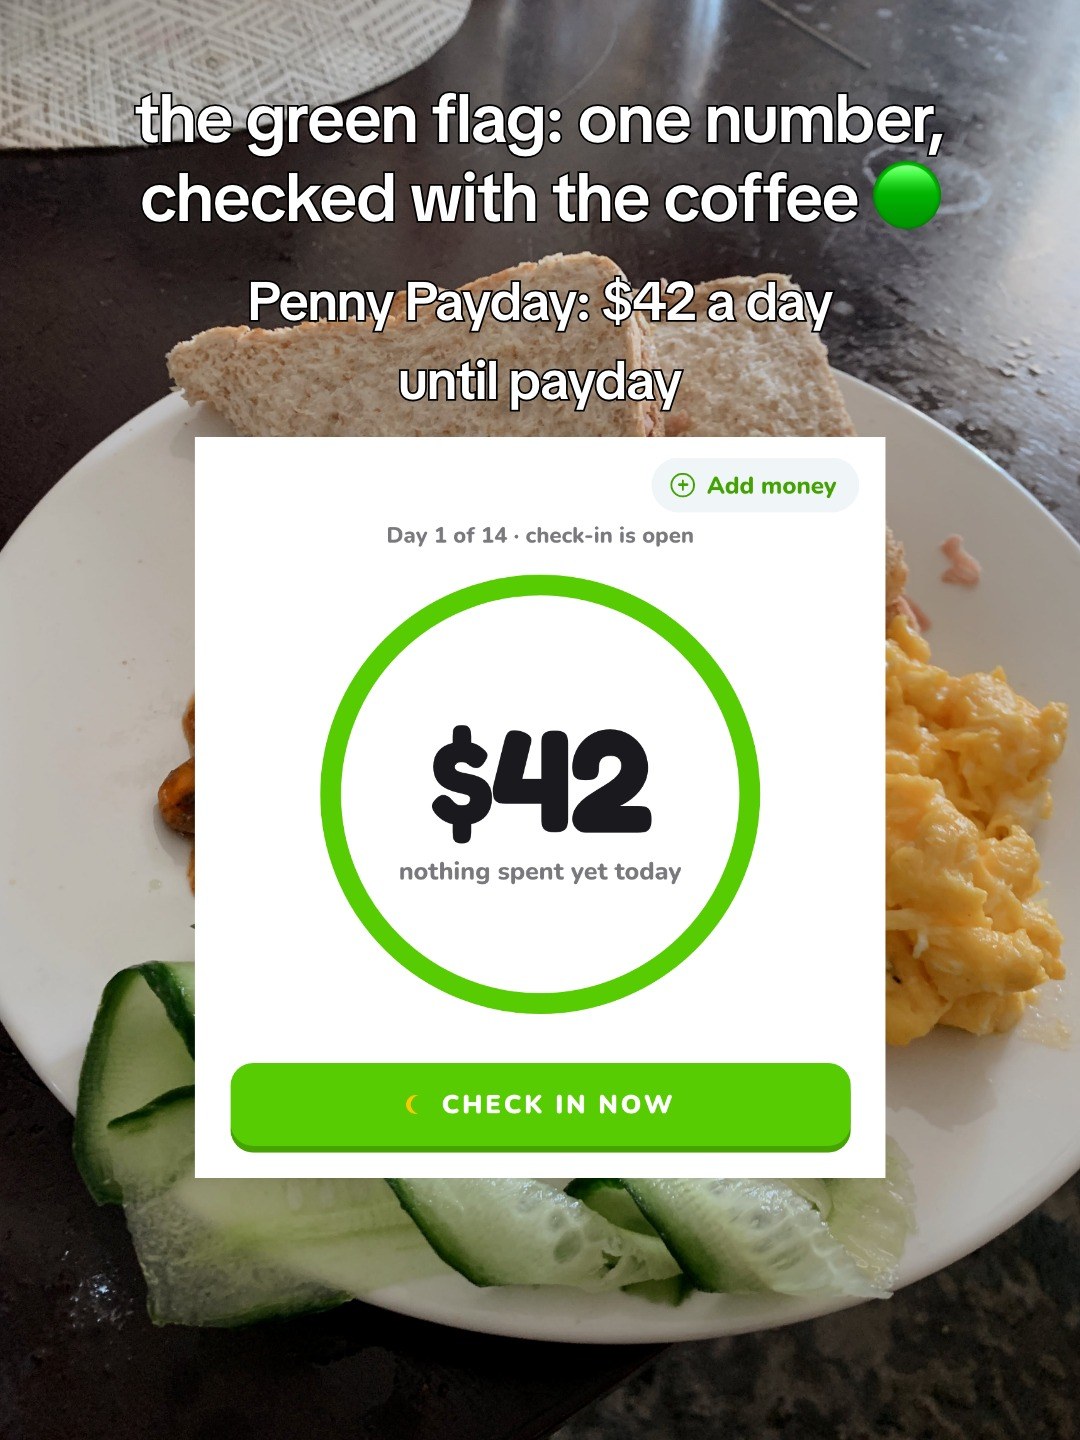 the green flag: one number,
checked with the coffee 🟢
Penny Payday: $42 a day
until payday
Add money
Day 1 of 14 · check-in is open
$42
nothing spent yet today
CHECK IN NOW